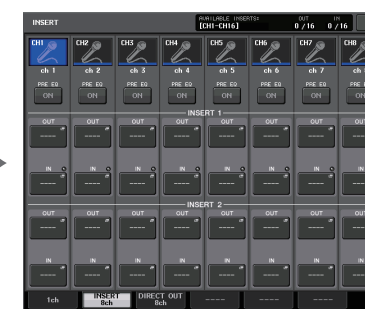 INSERT AVAILABLE INSERTS: OUT IN
[CH1-CH16] 0 /16 0 /16
CH1 CH2 CH3 CH4 CH5 CH6 CH7 CH8
ch 1 ch 2 ch 3 ch 4 ch 5 ch 6 ch 7 ch
PRE EQ PRE EQ PRE EQ PRE EQ PRE EQ PRE EQ PRE EQ PRE
ON ON ON ON ON ON ON ON
INSERT 1
OUT OUT OUT OUT OUT OUT OUT OUT
---- ---- ---- ---- ---- ---- ---- ----
IN IN IN IN IN IN IN IN
---- ---- ---- ---- ---- ---- ---- ----
INSERT 2
OUT OUT OUT OUT OUT OUT OUT OUT
---- ---- ---- ---- ---- ---- ---- ----
IN IN IN IN IN IN IN IN
---- ---- ---- ---- ---- ---- ---- ----
1ch INSERT 8ch DIRECT OUT 8ch ---- ---- ----